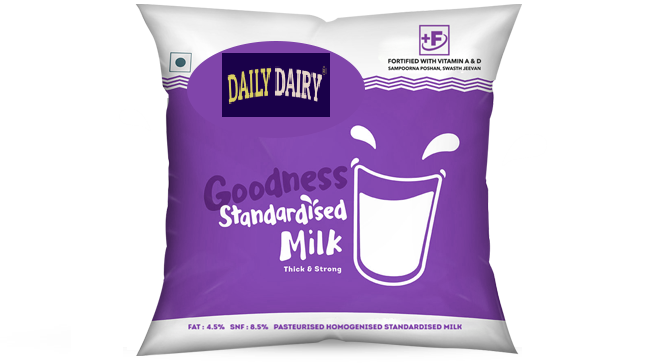 +F
FORTIFIED WITH VITAMIN A & D
SAMPOORNA POSHAN, SWASTH JEEVAN
DAILY DAIRY
Goodness
Standardised
Milk
Thick & Strong
FAT : 4.5% SNF : 8.5% PASTEURISED HOMOGENISED STANDARDISED MILK